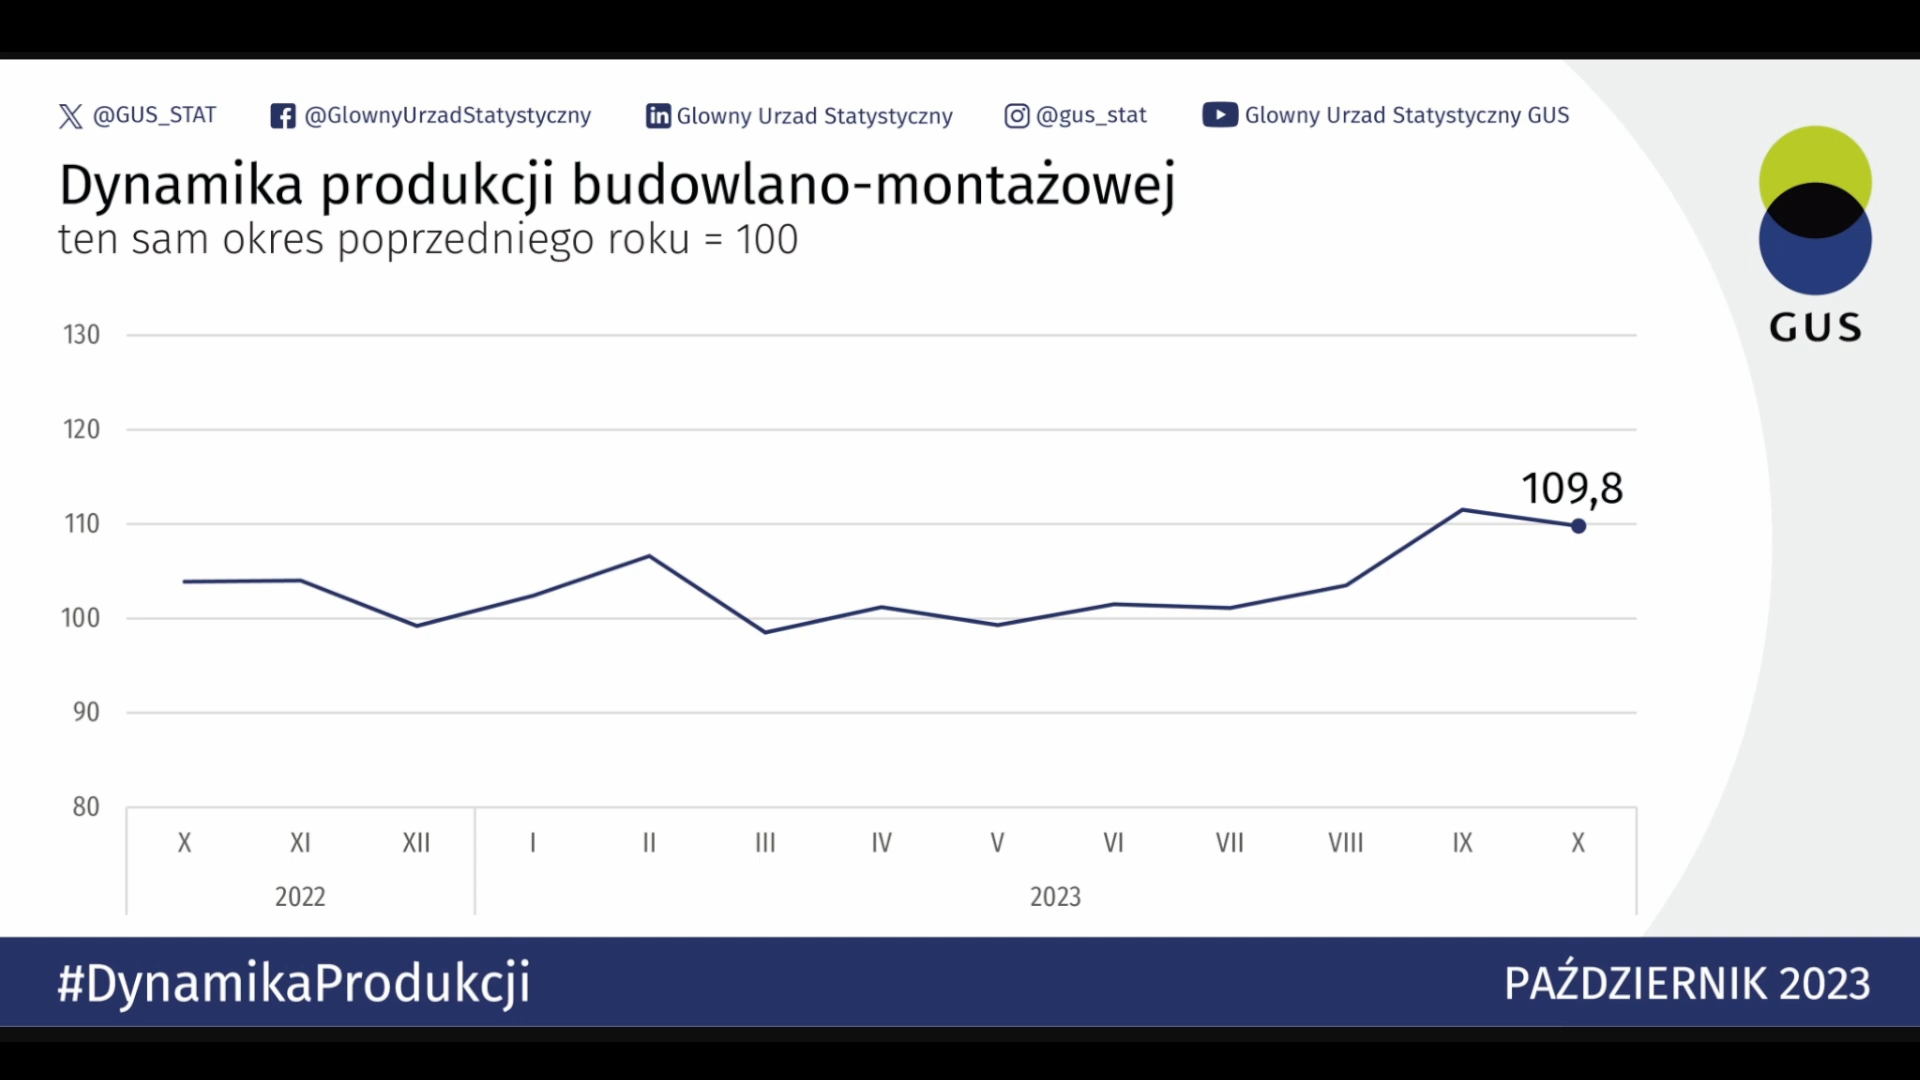 @GUS_STAT @GlownyUrzadStatystyczny Glowny Urzad Statystyczny @gus_stat Glowny Urzad Statystyczny GUS
Dynamika produkcji budowlano-montażowej
ten sam okres poprzedniego roku = 100
GUS
130
120
109,8
110
100
90
80
X XI XII I II III IV V VI VII VIII IX X
2022 2023
#DynamikaProdukcji PAŹDZIERNIK 2023